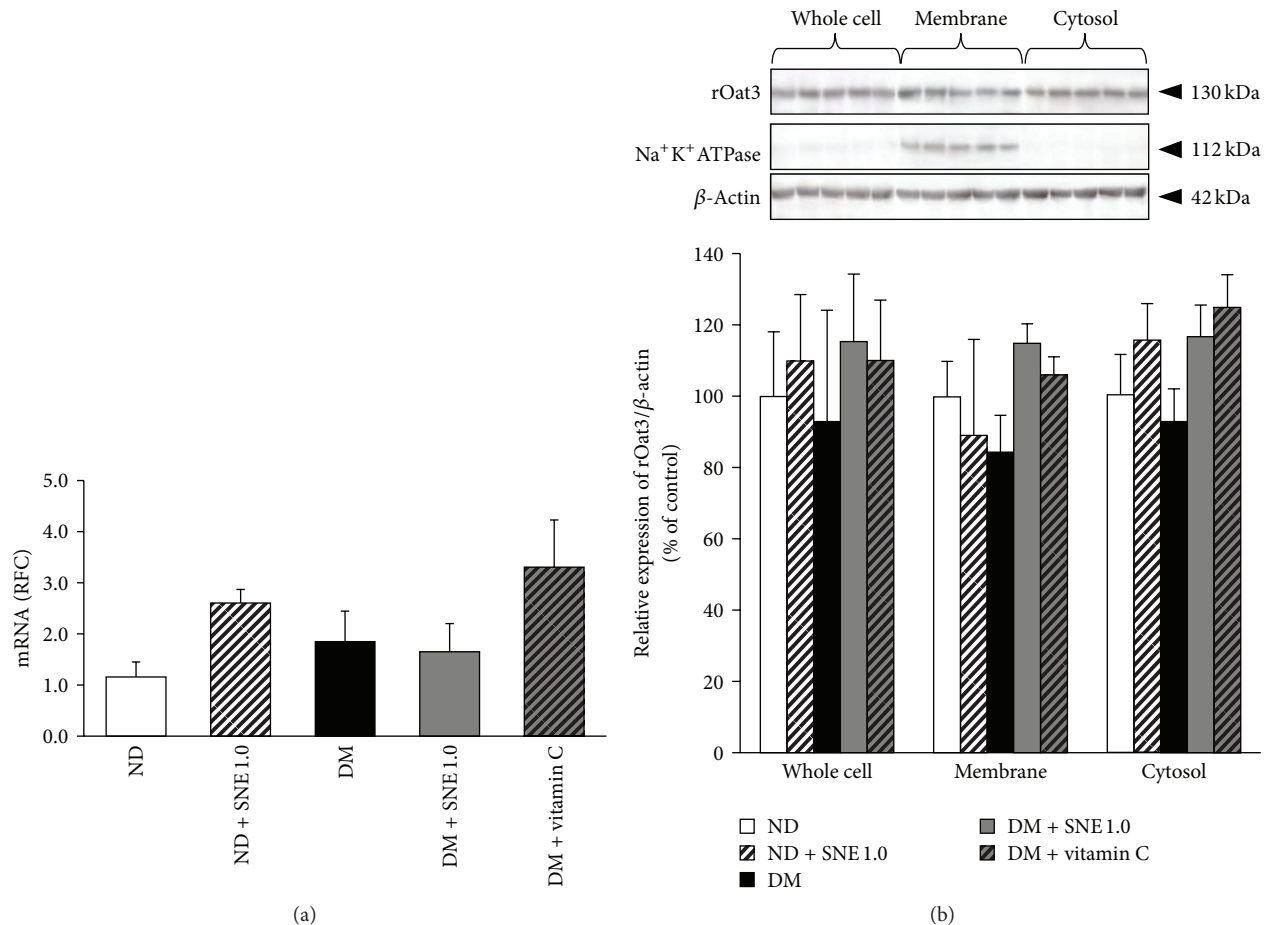 mRNA (RFC)
5.0
4.0
3.0
2.0
1.0
0.0
ND
ND + SNE 1.0
DM
DM + SNE 1.0
DM + vitamin C
(a)
Whole cell Membrane Cytosol
rOat3 130 kDa
Na⁺K⁺ATPase 112 kDa
β-Actin 42 kDa
Relative expression of rOat3/β-actin
(% of control)
140
120
100
80
60
40
20
0
Whole cell Membrane Cytosol
ND
ND + SNE 1.0
DM
DM + SNE 1.0
DM + vitamin C
(b)